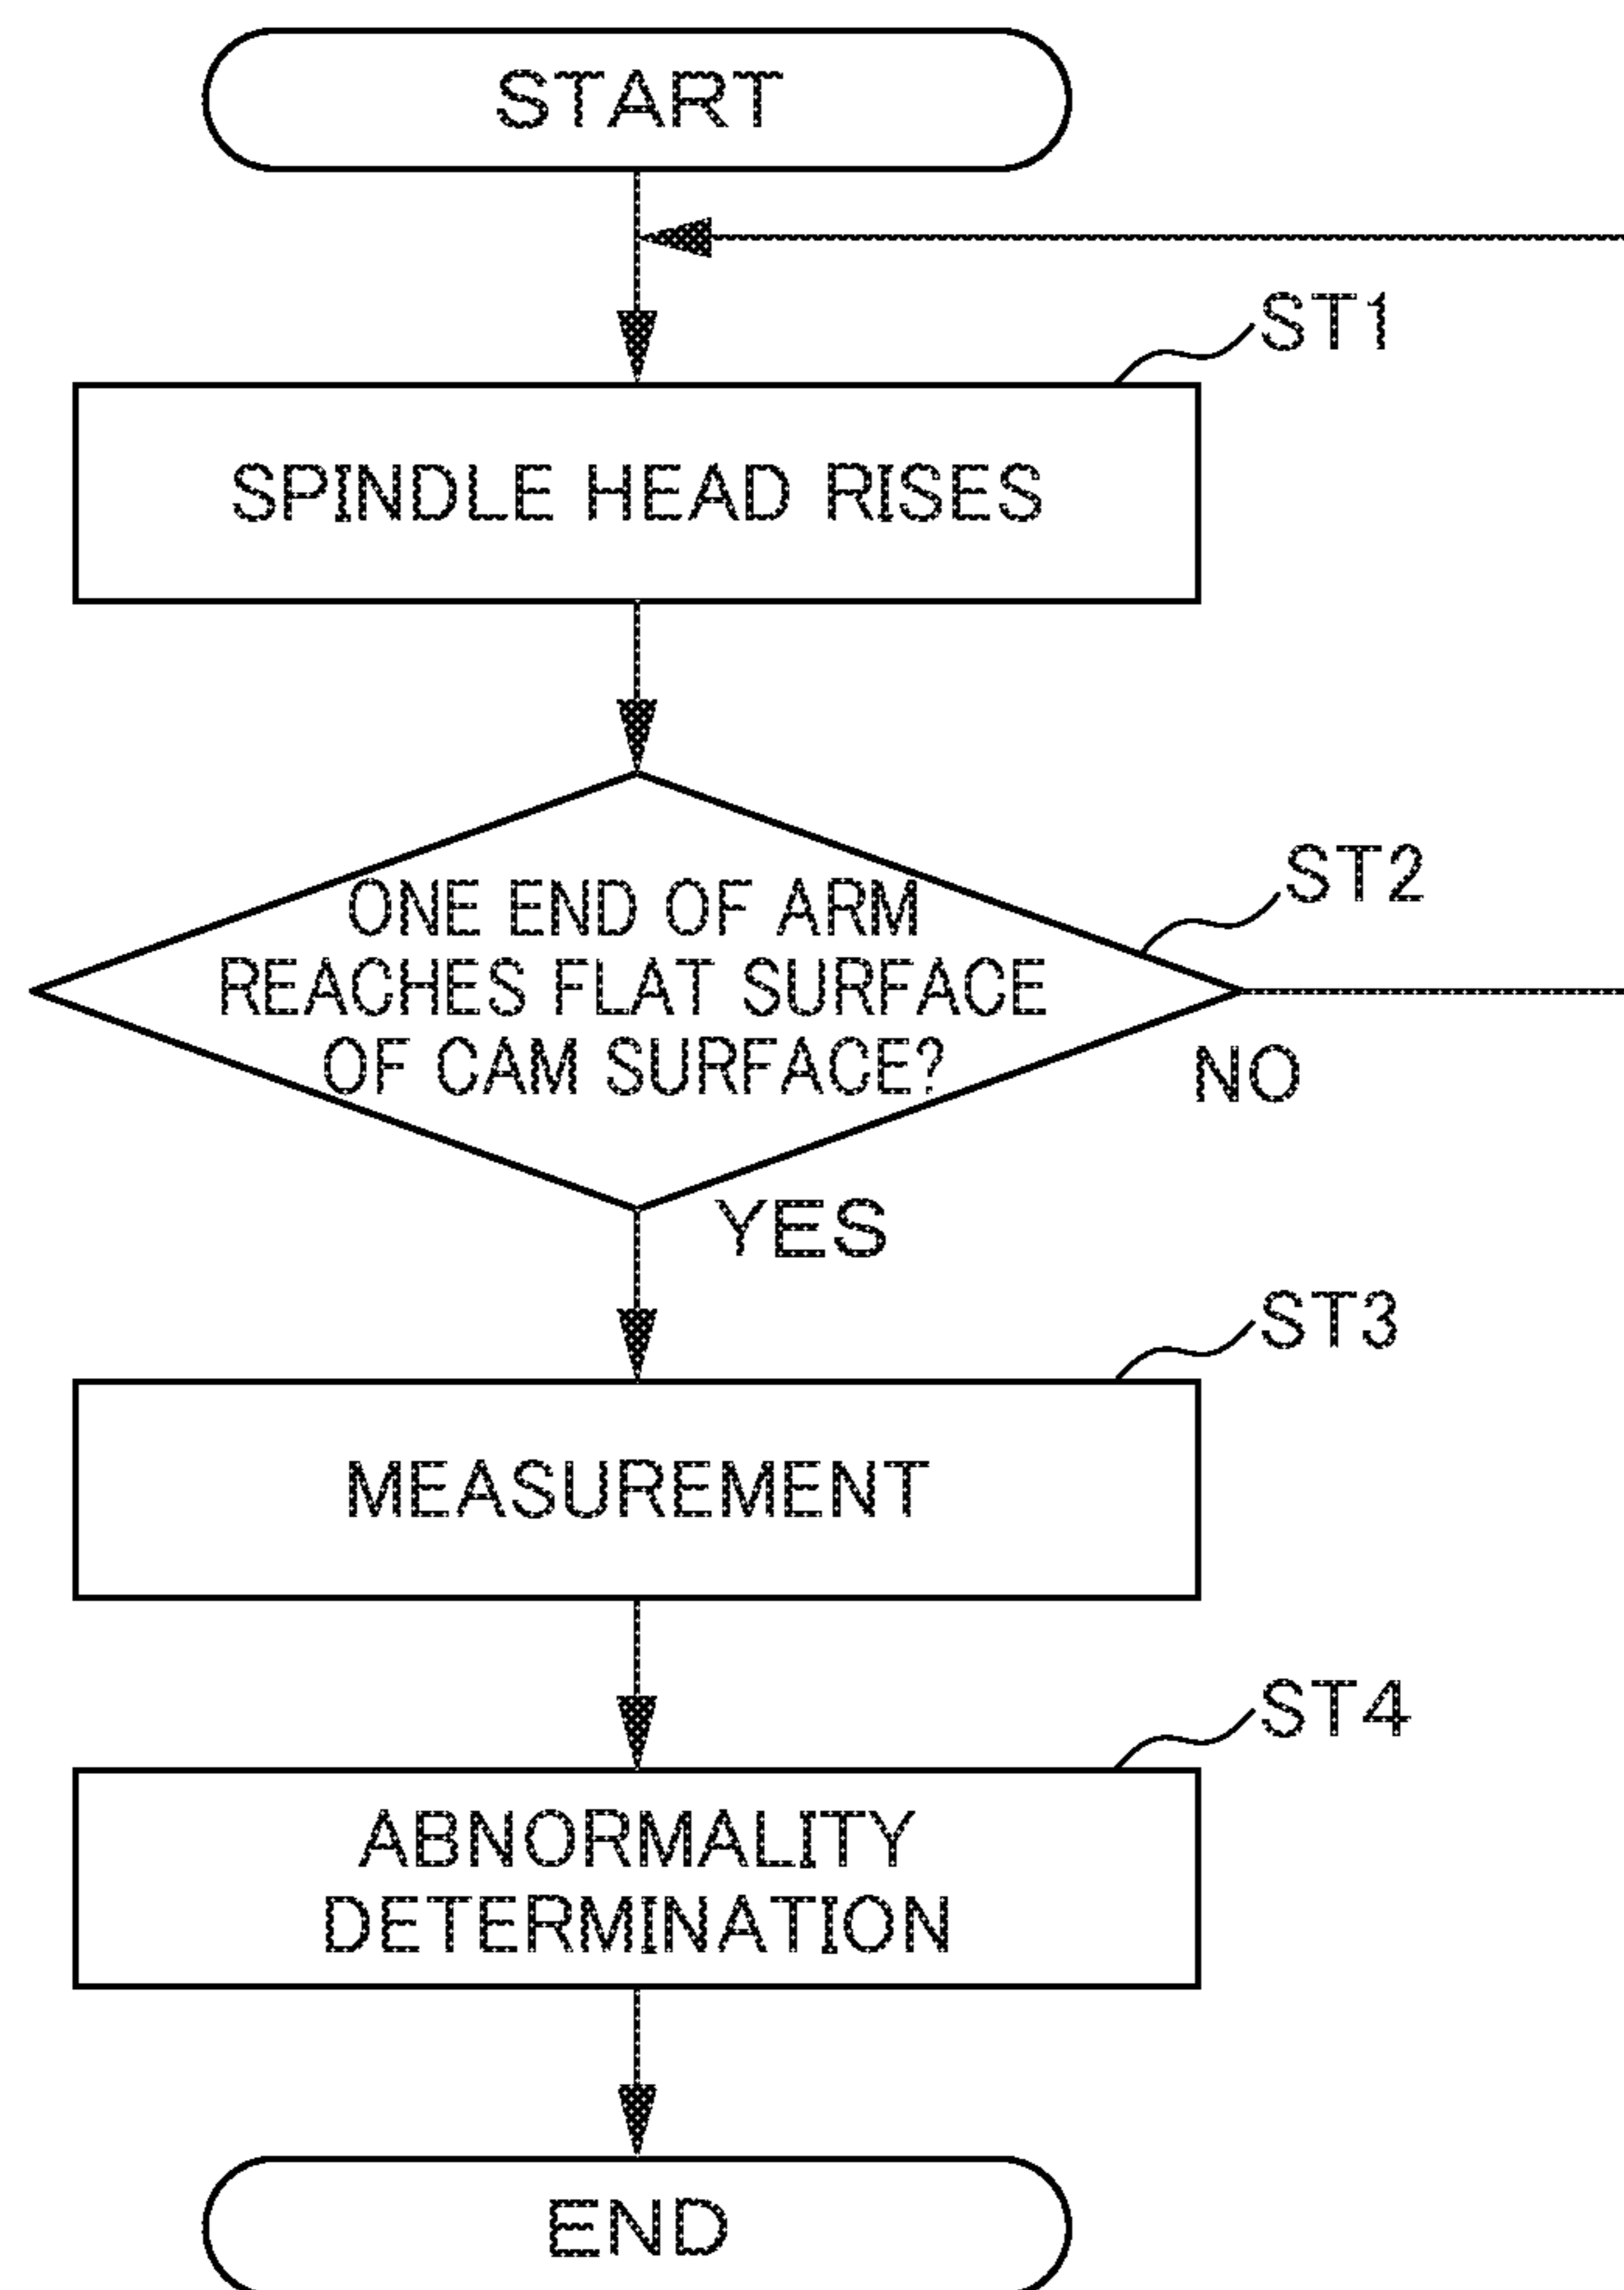 START
ST1
SPINDLE HEAD RISES
ST2
ONE END OF ARM
REACHES FLAT SURFACE
OF CAM SURFACE?
NO
YES
ST3
MEASUREMENT
ST4
ABNORMALITY
DETERMINATION
END